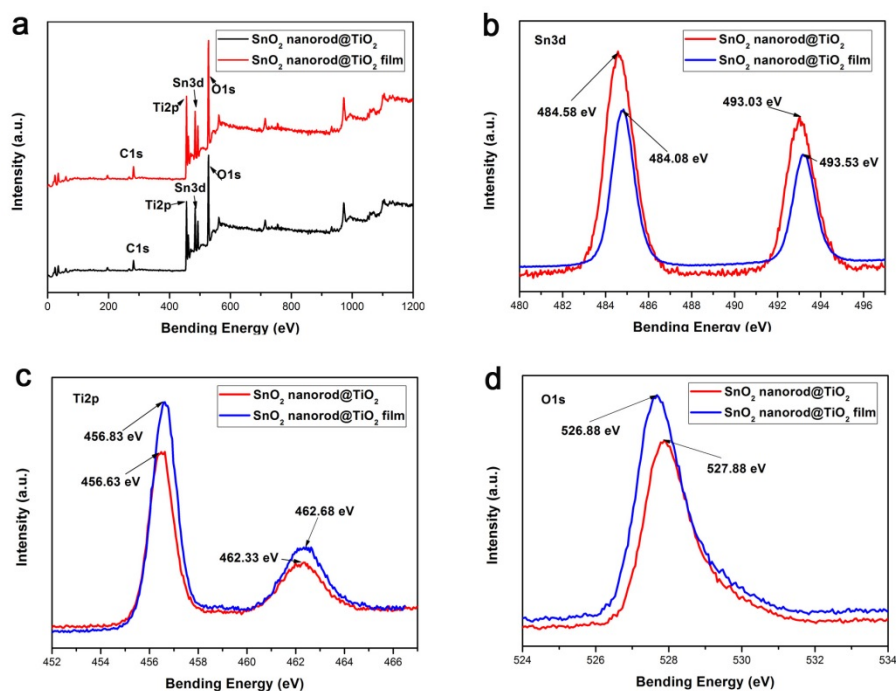 a
SnO2 nanorod@TiO2
SnO2 nanorod@TiO2 film
Sn3d
Ti2p
O1s
C1s
Sn3d
O1s
Ti2p
C1s
Intensity (a.u.)
0 200 400 600 800 1000 1200
Bending Energy (eV)
b
Sn3d
SnO2 nanorod@TiO2
SnO2 nanorod@TiO2 film
484.58 eV
493.03 eV
484.08 eV
493.53 eV
Intensity (a.u.)
480 482 484 486 488 490 492 494 496
Bending Energy (eV)
c
Ti2p
SnO2 nanorod@TiO2
SnO2 nanorod@TiO2 film
456.83 eV
456.63 eV
462.68 eV
462.33 eV
Intensity (a.u.)
452 454 456 458 460 462 464 466
Bending Energy (eV)
d
O1s
SnO2 nanorod@TiO2
SnO2 nanorod@TiO2 film
526.88 eV
527.88 eV
Intensity (a.u.)
524 526 528 530 532 534
Bending Energy (eV)